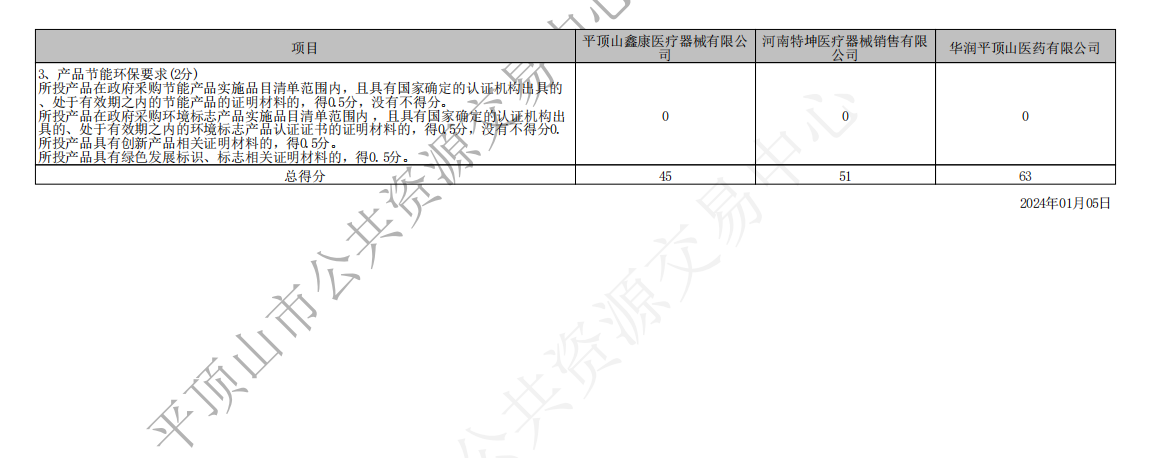 项目
平顶山鑫康医疗器械有限公
司
河南特坤医疗器械销售有限
公司
华润平顶山医药有限公司
3、产品节能环保要求(2分)
所投产品在政府采购节能产品实施品目清单范围内，且具有国家确定的认证机构出具的
、处于有效期之内的节能产品的证明材料的，得0.5分，没有不得分。
所投产品在政府采购环境标志产品实施品目清单范围内 ，且具有国家确定的认证机构出
具的、处于有效期之内的环境标志产品认证证书的证明材料的，得0.5分，没有不得分0.
所投产品具有创新产品相关证明材料的，得0.5分。
所投产品具有绿色发展标识、标志相关证明材料的，得0.5分。
0
0
0
总得分
45
51
63
2024年01月05日
平顶山市公共资源交易中心
公共资源交易中心